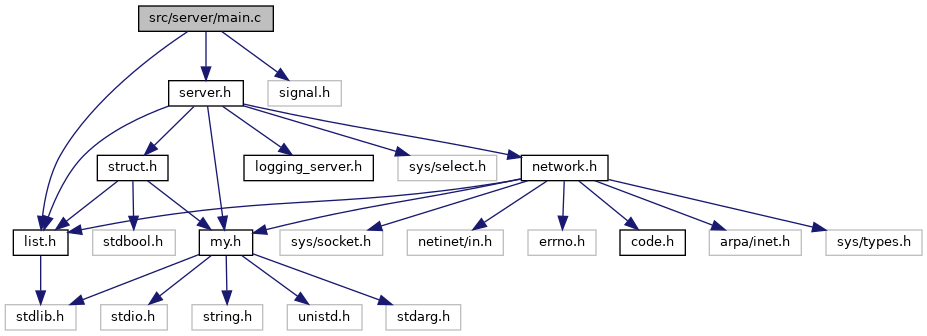 src/server/main.c
server.h
signal.h
struct.h
logging_server.h
sys/select.h
network.h
list.h
stdbool.h
my.h
sys/socket.h
netinet/in.h
errno.h
code.h
arpa/inet.h
sys/types.h
stdlib.h
stdio.h
string.h
unistd.h
stdarg.h